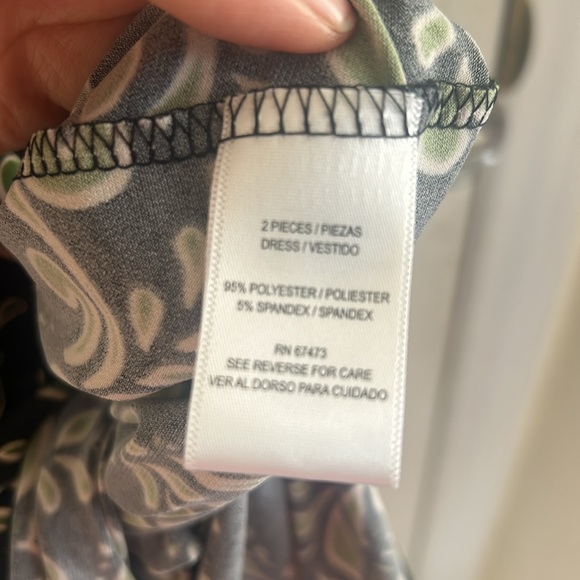 2 PIECES / PIEZAS
DRESS / VESTIDO
95% POLYESTER / POLIESTER
5% SPANDEX / SPANDEX
RN 67473
SEE REVERSE FOR CARE
VER AL DORSO PARA CUIDADO